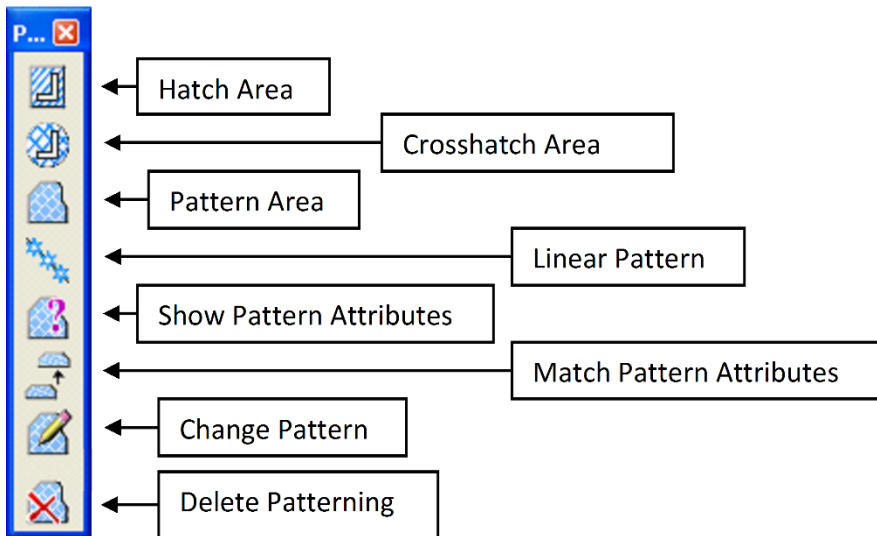 P...
Hatch Area
Crosshatch Area
Pattern Area
Linear Pattern
?
Show Pattern Attributes
Match Pattern Attributes
Change Pattern
Delete Patterning